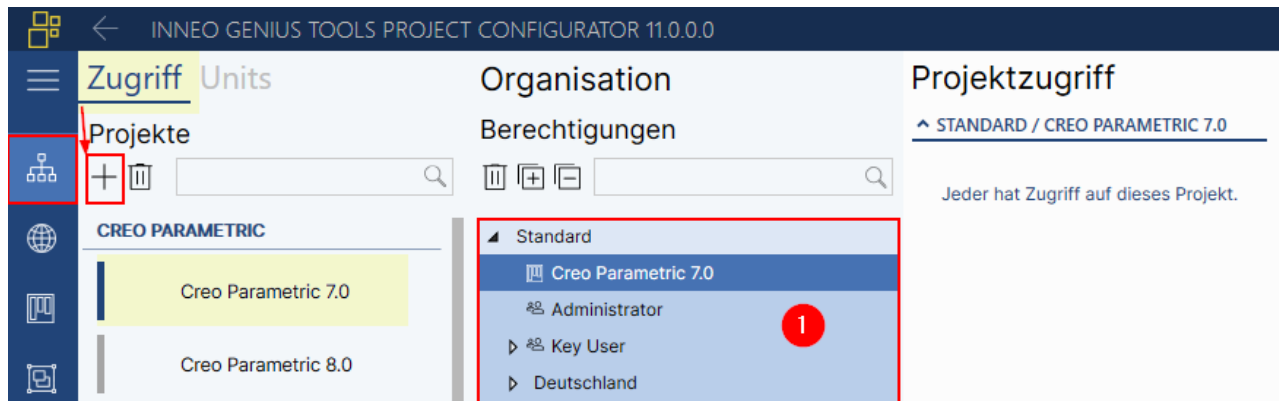 INNEO GENIUS TOOLS PROJECT CONFIGURATOR 11.0.0.0
Zugriff Units
Projekte
CREO PARAMETRIC
Creo Parametric 7.0
Creo Parametric 8.0
Organisation
Berechtigungen
Standard
Creo Parametric 7.0
Administrator
1
Key User
Deutschland
Projektzugriff
STANDARD / CREO PARAMETRIC 7.0
Jeder hat Zugriff auf dieses Projekt.